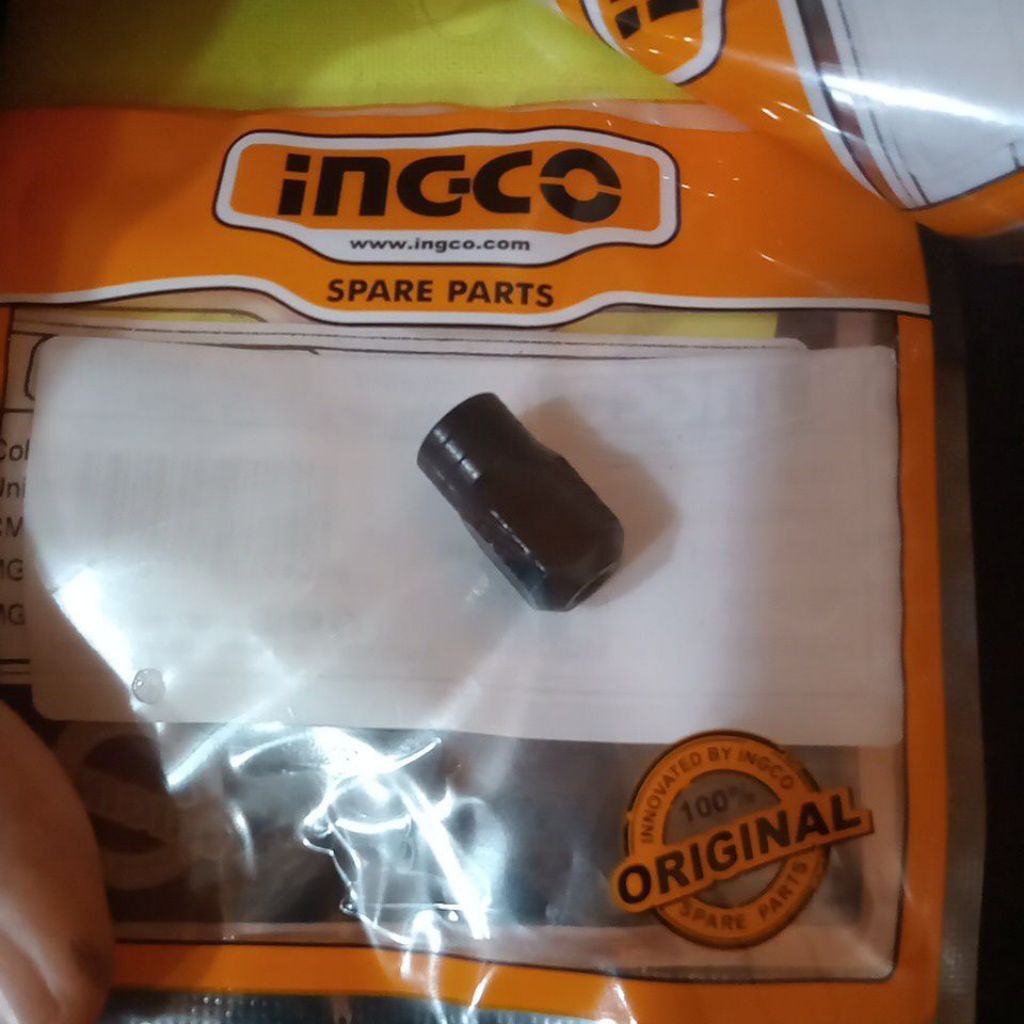 INGCO
www.ingco.com
SPARE PARTS
INNOVATED BY INGCO
100%
ORIGINAL
SPARE PARTS